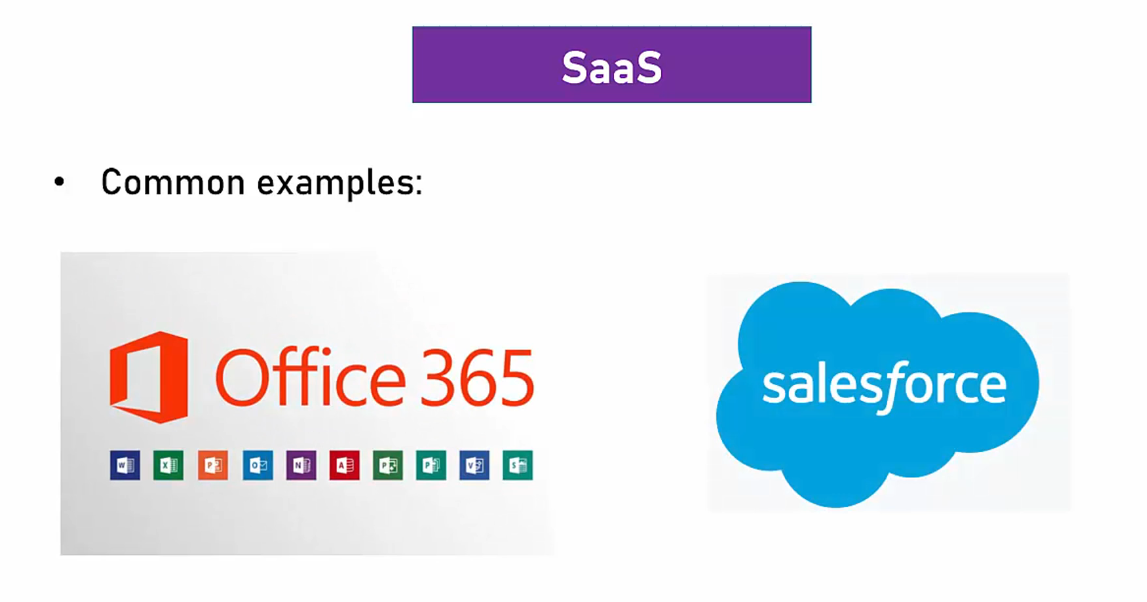 SaaS
• Common examples:
Office 365
W X P O N A P P V S
salesforce